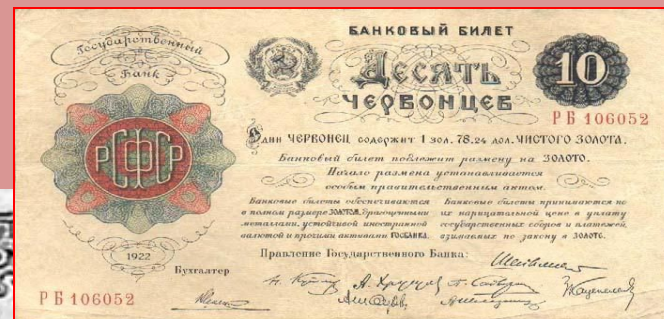 Государственный
Банк
РСФСР
1922
Бухгалтер
РБ 106052
БАНКОВЫЙ БИЛЕТ
ДЕСЯТЬ
ЧЕРВОНЦЕВ
10
РБ 106052
Один ЧЕРВОНЕЦ содержит 1 зол. 78.24 дол. ЧИСТОГО ЗОЛОТА.
Банковый билет подлежит размену на ЗОЛОТО.
Начало размена устанавливается
особым правительственным актом.
Банковые билеты обеспечиваются
в полном размере ЗОЛОТОМ, драгоценными
металлами, устойчивой иностранной
валютой и прочими активами ГОСБАНКА.
Банковые билеты принимаются по
их нарицательной цене в уплату
государственных сборов и платежей,
взимаемых по закону в ЗОЛОТЕ.
Правление Государственного Банка: